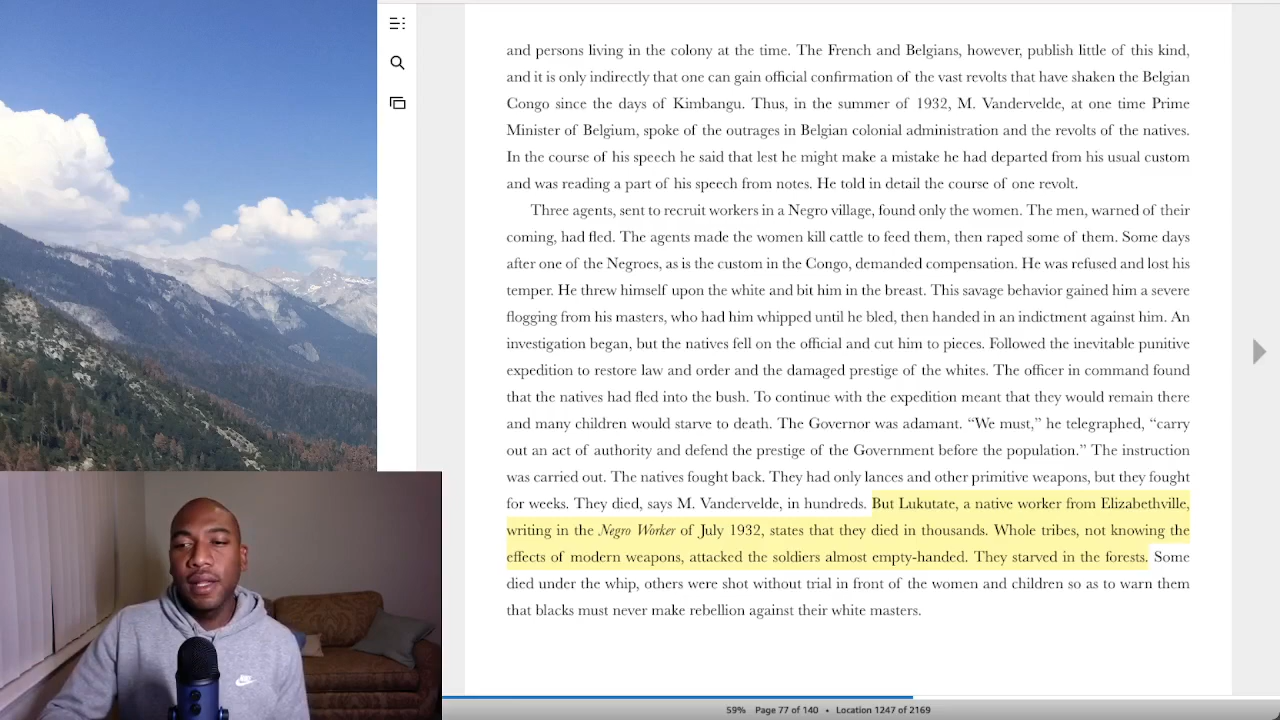 and persons living in the colony at the time. The French and Belgians, however, publish little of this kind,
and it is only indirectly that one can gain official confirmation of the vast revolts that have shaken the Belgian
Congo since the days of Kimbangu. Thus, in the summer of 1932, M. Vandervelde, at one time Prime
Minister of Belgium, spoke of the outrages in Belgian colonial administration and the revolts of the natives.
In the course of his speech he said that lest he might make a mistake he had departed from his usual custom
and was reading a part of his speech from notes. He told in detail the course of one revolt.
Three agents, sent to recruit workers in a Negro village, found only the women. The men, warned of their
coming, had fled. The agents made the women kill cattle to feed them, then raped some of them. Some days
after one of the Negroes, as is the custom in the Congo, demanded compensation. He was refused and lost his
temper. He threw himself upon the white and bit him in the breast. This savage behavior gained him a severe
flogging from his masters, who had him whipped until he bled, then handed in an indictment against him. An
investigation began, but the natives fell on the official and cut him to pieces. Followed the inevitable punitive
expedition to restore law and order and the damaged prestige of the whites. The officer in command found
that the natives had fled into the bush. To continue with the expedition meant that they would remain there
and many children would starve to death. The Governor was adamant. “We must,” he telegraphed, “carry
out an act of authority and defend the prestige of the Government before the population.” The instruction
was carried out. The natives fought back. They had only lances and other primitive weapons, but they fought
for weeks. They died, says M. Vandervelde, in hundreds. But Lukutate, a native worker from Elizabethville,
writing in the Negro Worker of July 1932, states that they died in thousands. Whole tribes, not knowing the
effects of modern weapons, attacked the soldiers almost empty-handed. They starved in the forests. Some
died under the whip, others were shot without trial in front of the women and children so as to warn them
that blacks must never make rebellion against their white masters.
59% Page 77 of 140 • Location 1247 of 2169